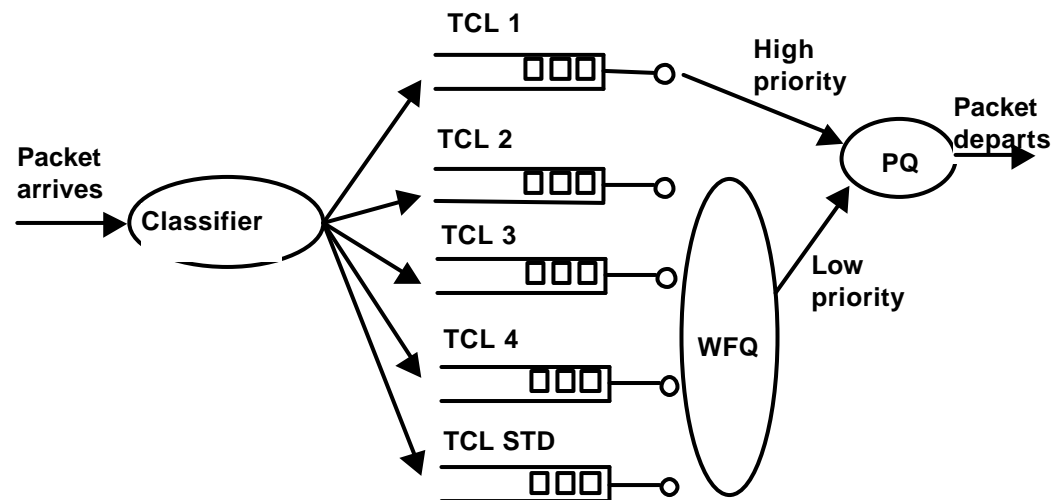 TCL 1
High
priority
Packet
departs
TCL 2
Packet
arrives
PQ
Classifier
TCL 3
Low
priority
TCL 4
WFQ
TCL STD